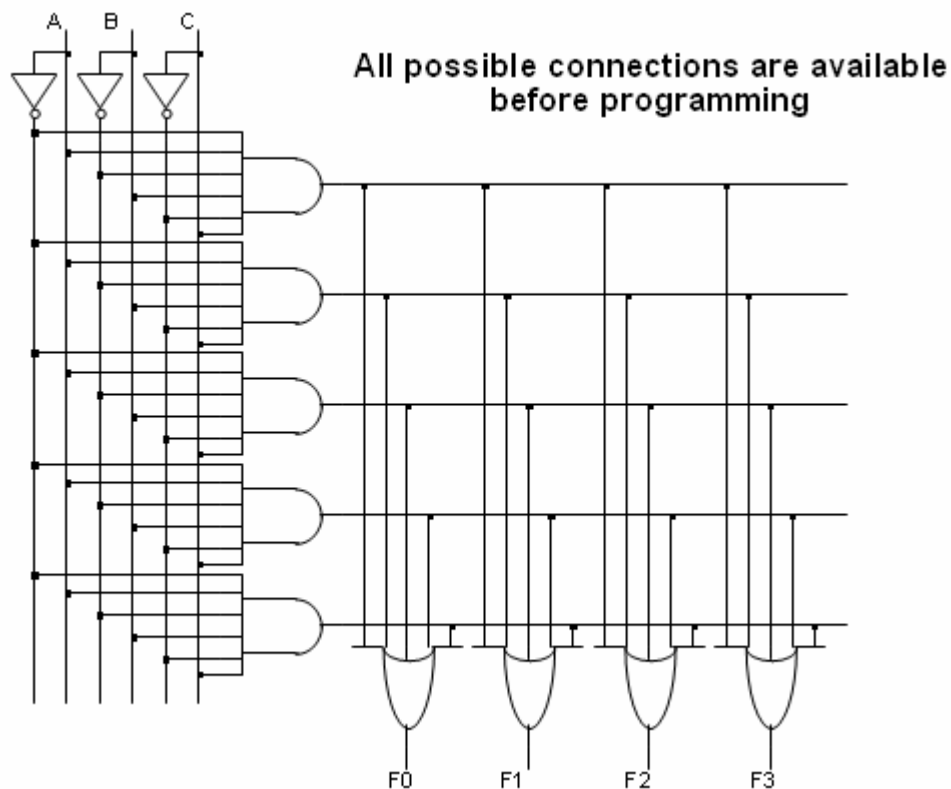 A B C
All possible connections are available
before programming
F0 F1 F2 F3